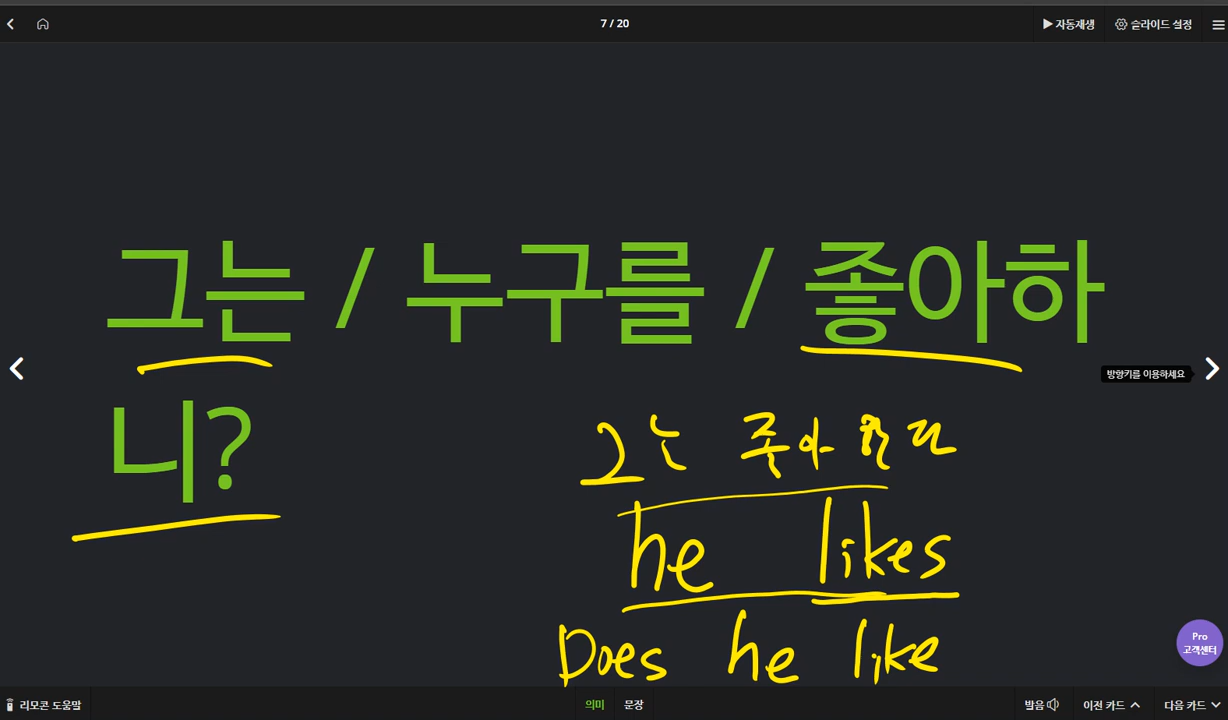 7 / 20
자동재생
슬라이드 설정
그는 / 누구를 / 좋아하
니?
방향키를 이용하세요
그는 좋아하니
he likes
Does he like
Pro
고객센터
리모콘 도움말
의미
문장
발음
이전 카드
다음 카드